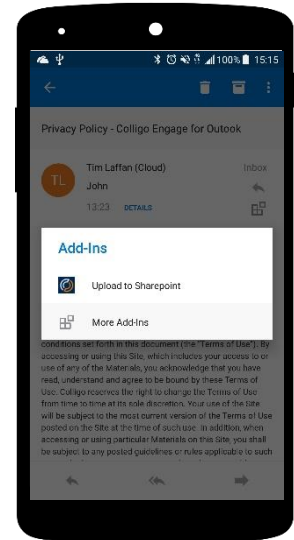 100% 15:15
Privacy Policy - Colligo Engage for Outook
Tim Laffan (Cloud) Inbox
TL
John
13:23 DETAILS
Add-Ins
Upload to Sharepoint
More Add-Ins
conditions set forth in this document (the "Terms of Use"). By
accessing or using this Site, which includes your access to or
use of any of the Materials, you acknowledge that you have
read, understand and agree to be bound by these Terms of
Use. Colligo reserves the right to change the Terms of Use
from time to time at its sole discretion. Your use of the Site
will be subject to the most current version of the Terms of Use
posted on the Site at the time of such use. In addition, when
accessing or using particular Materials on this Site, you shall
be subject to any posted guidelines or rules applicable to such